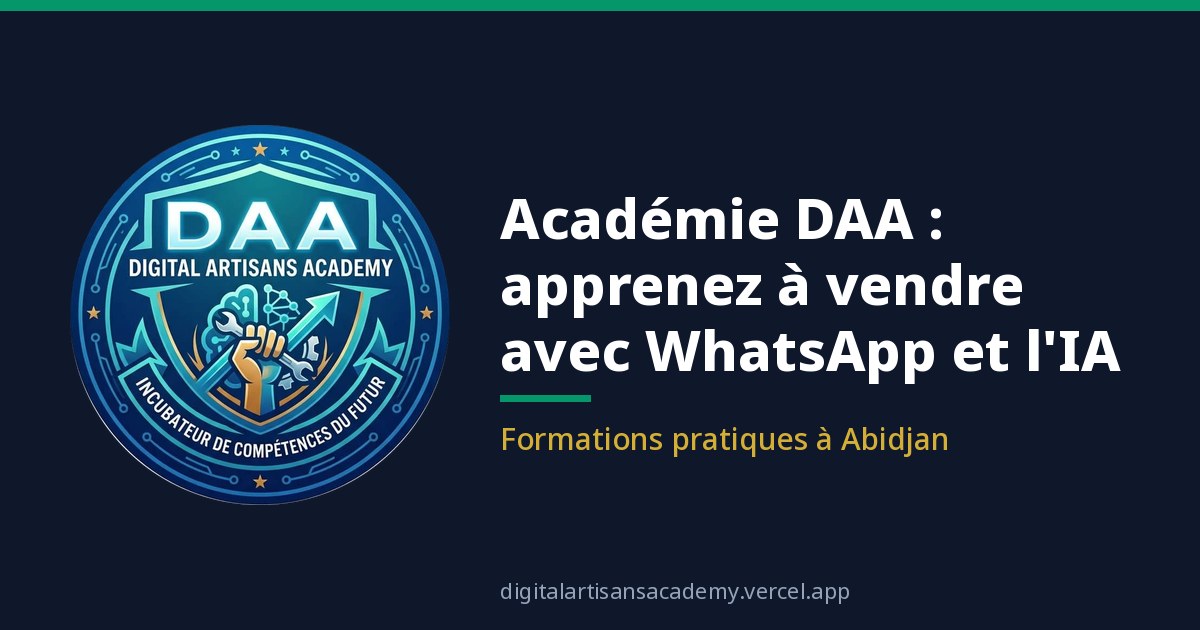 DAA
DIGITAL ARTISANS ACADEMY
INCUBATEUR DE COMPÉTENCES DU FUTUR
Académie DAA :
apprenez à vendre
avec WhatsApp et l'IA
Formations pratiques à Abidjan
digitalartisansacademy.vercel.app